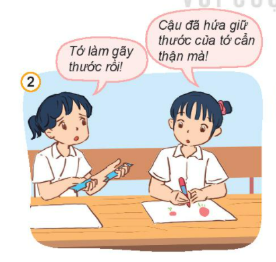 Tớ làm gãy
thước rồi!
Cậu đã hứa giữ
thước của tớ cẩn
thận mà!
2